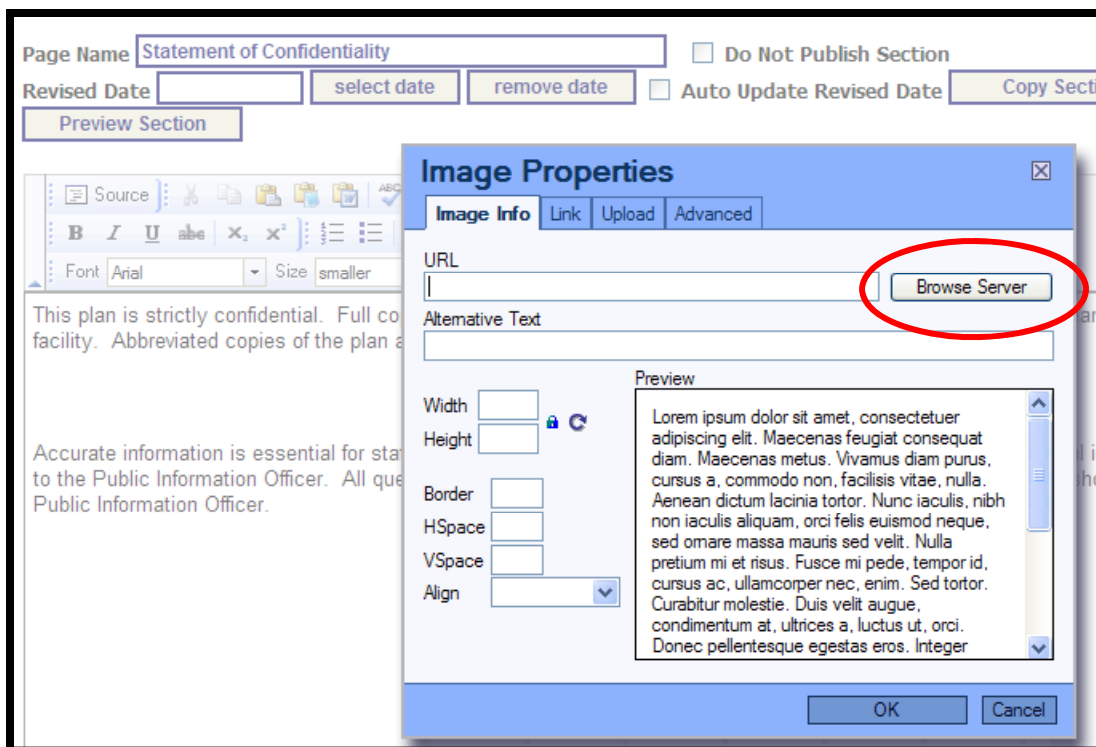 Page Name Statement of Confidentiality Do Not Publish Section
Revised Date select date remove date Auto Update Revised Date Copy Secti
Preview Section
Source ABC
B I U abc X₂ X²
Font Arial Size smaller
This plan is strictly confidential. Full co
facility. Abbreviated copies of the plan a
Accurate information is essential for sta
to the Public Information Officer. All que
Public Information Officer.
Image Properties
Image Info Link Upload Advanced
URL
Browse Server
Alternative Text
Width
Height
Border
HSpace
VSpace
Align
Preview
Lorem ipsum dolor sit amet, consectetuer
adipiscing elit. Maecenas feugiat consequat
diam. Maecenas metus. Vivamus diam purus,
cursus a, commodo non, facilisis vitae, nulla.
Aenean dictum lacinia tortor. Nunc iaculis, nibh
non iaculis aliquam, orci felis euismod neque,
sed ornare massa mauris sed velit. Nulla
pretium mi et risus. Fusce mi pede, tempor id,
cursus ac, ullamcorper nec, enim. Sed tortor.
Curabitur molestie. Duis velit augue,
condimentum at, ultrices a, luctus ut, orci.
Donec pellentesque egestas eros. Integer
OK Cancel